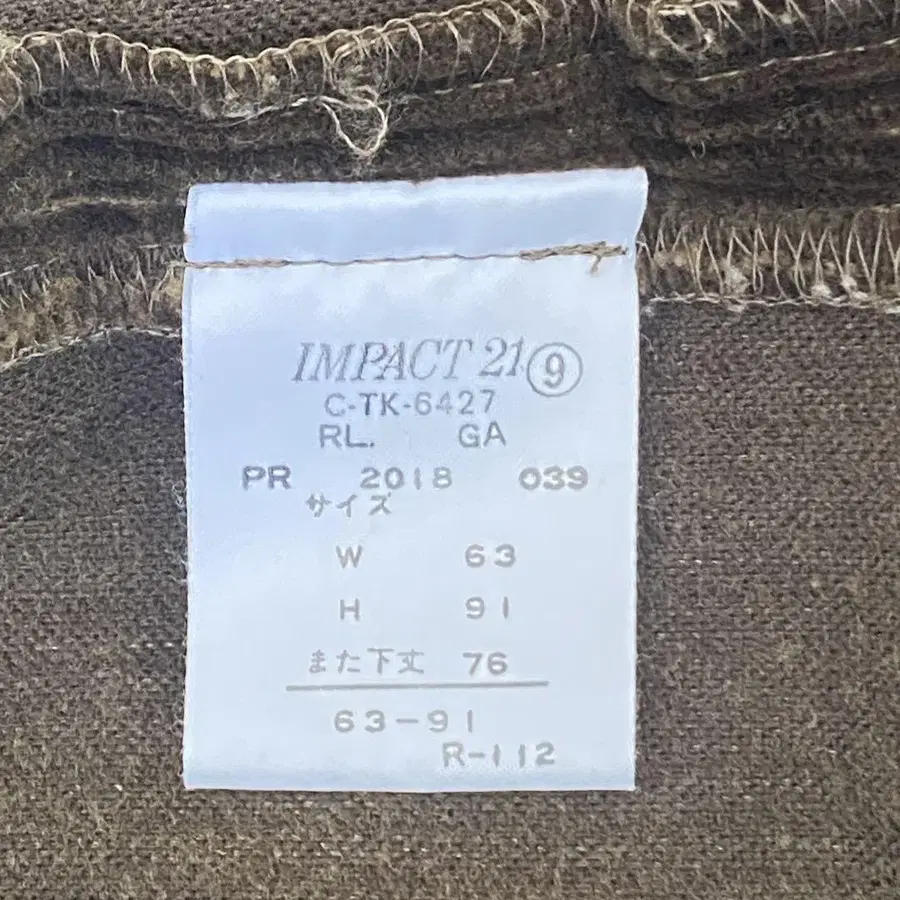 IMPACT 21 ⑨
C-TK-6427
RL. GA
PR 2018 039
サイズ
W 63
H 91
また下丈 76
63-91
R-112